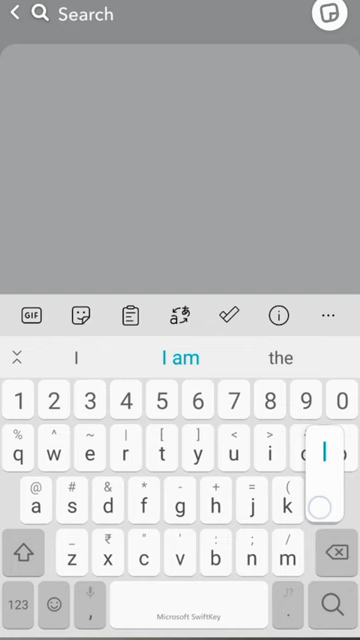 Search
GIF
I I am the
1 2 3 4 5 6 7 8 9 0
% ^ ~ | [ ] < >
q w e r t y u i
@ # & * - + = (
a s d f g h j k l
_ ₹ " ' : ; /
z x c v b n m
123 , Microsoft SwiftKey .